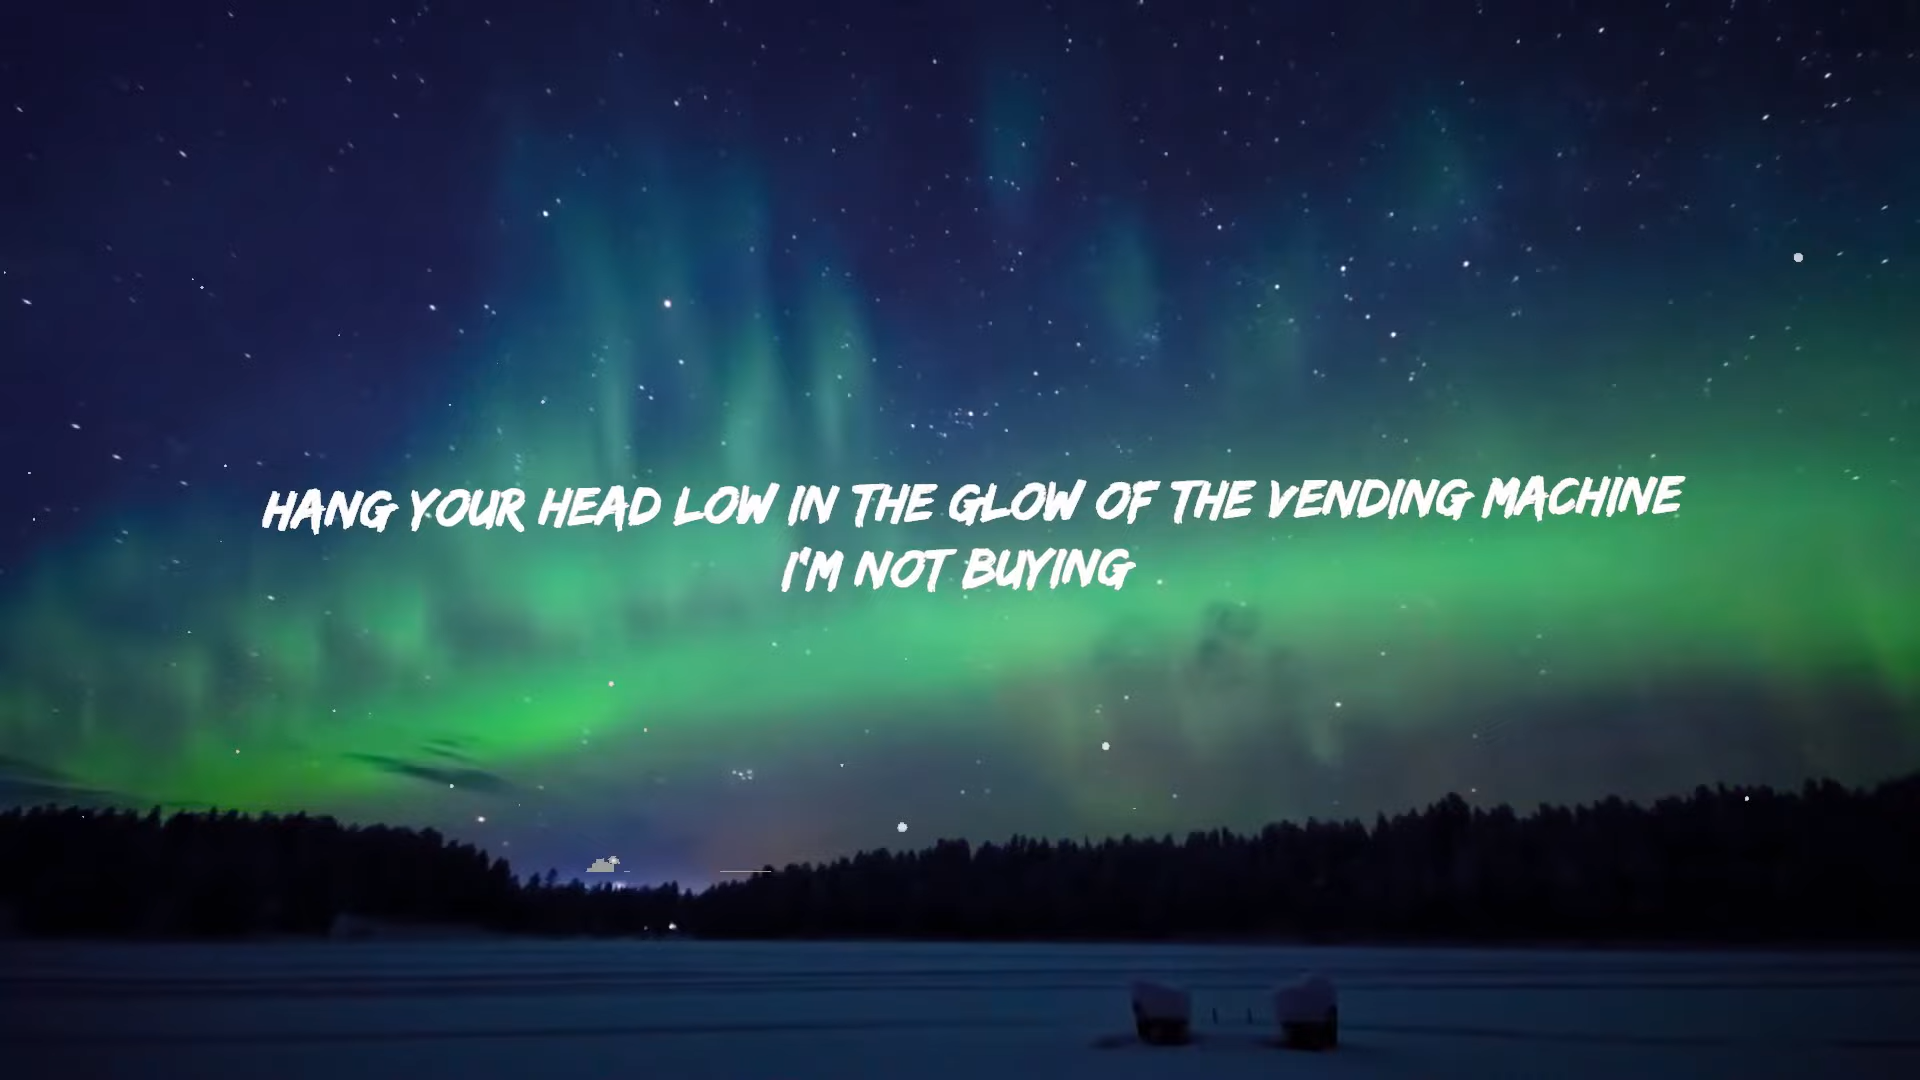 HANG YOUR HEAD LOW IN THE GLOW OF THE VENDING MACHINE
I'M NOT BUYING